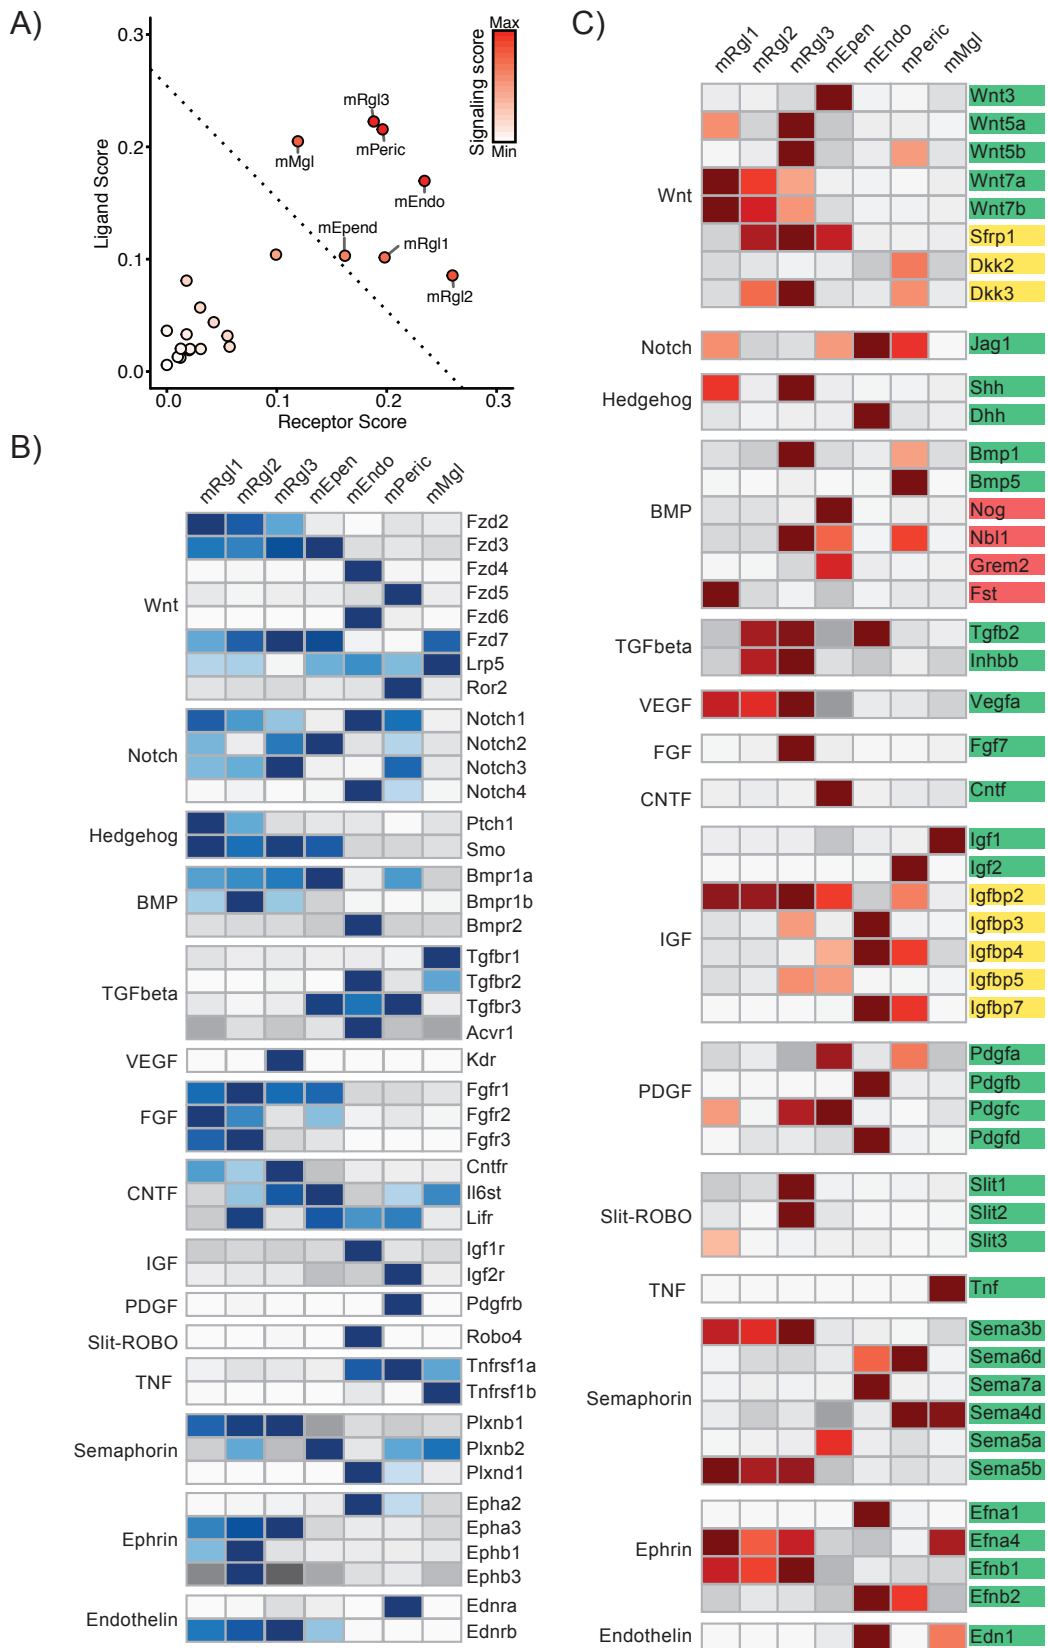 A)
0.3
0.2
0.1
0.0
Ligand Score
0.0 0.1 0.2 0.3
Receptor Score
mRgl3
mPeric
mMgl
mEndo
mEpend
mRgl1
mRgl2
Max
Signaling score
Min
B)
mRgl1 mRgl2 mRgl3 mEpen mEndo mPeric mMgl
Wnt
Fzd2
Fzd3
Fzd4
Fzd5
Fzd6
Fzd7
Lrp5
Ror2
Notch
Notch1
Notch2
Notch3
Notch4
Hedgehog
Ptch1
Smo
BMP
Bmpr1a
Bmpr1b
Bmpr2
TGFbeta
Tgfbr1
Tgfbr2
Tgfbr3
Acvr1
VEGF
Kdr
FGF
Fgfr1
Fgfr2
Fgfr3
CNTF
Cntfr
Il6st
Lifr
IGF
Igf1r
Igf2r
PDGF
Pdgfrb
Slit-ROBO
Robo4
TNF
Tnfrsf1a
Tnfrsf1b
Semaphorin
Plxnb1
Plxnb2
Plxnd1
Ephrin
Epha2
Epha3
Ephb1
Ephb3
Endothelin
Ednra
Ednrb
C)
mRgl1 mRgl2 mRgl3 mEpen mEndo mPeric mMgl
Wnt
Wnt3
Wnt5a
Wnt5b
Wnt7a
Wnt7b
Sfrp1
Dkk2
Dkk3
Notch
Jag1
Hedgehog
Shh
Dhh
BMP
Bmp1
Bmp5
Nog
Nbl1
Grem2
Fst
TGFbeta
Tgfb2
Inhbb
VEGF
Vegfa
FGF
Fgf7
CNTF
Cntf
IGF
Igf1
Igf2
Igfbp2
Igfbp3
Igfbp4
Igfbp5
Igfbp7
PDGF
Pdgfa
Pdgfb
Pdgfc
Pdgfd
Slit-ROBO
Slit1
Slit2
Slit3
TNF
Tnf
Semaphorin
Sema3b
Sema6d
Sema7a
Sema4d
Sema5a
Sema5b
Ephrin
Efna1
Efna4
Efnb1
Efnb2
Endothelin
Edn1